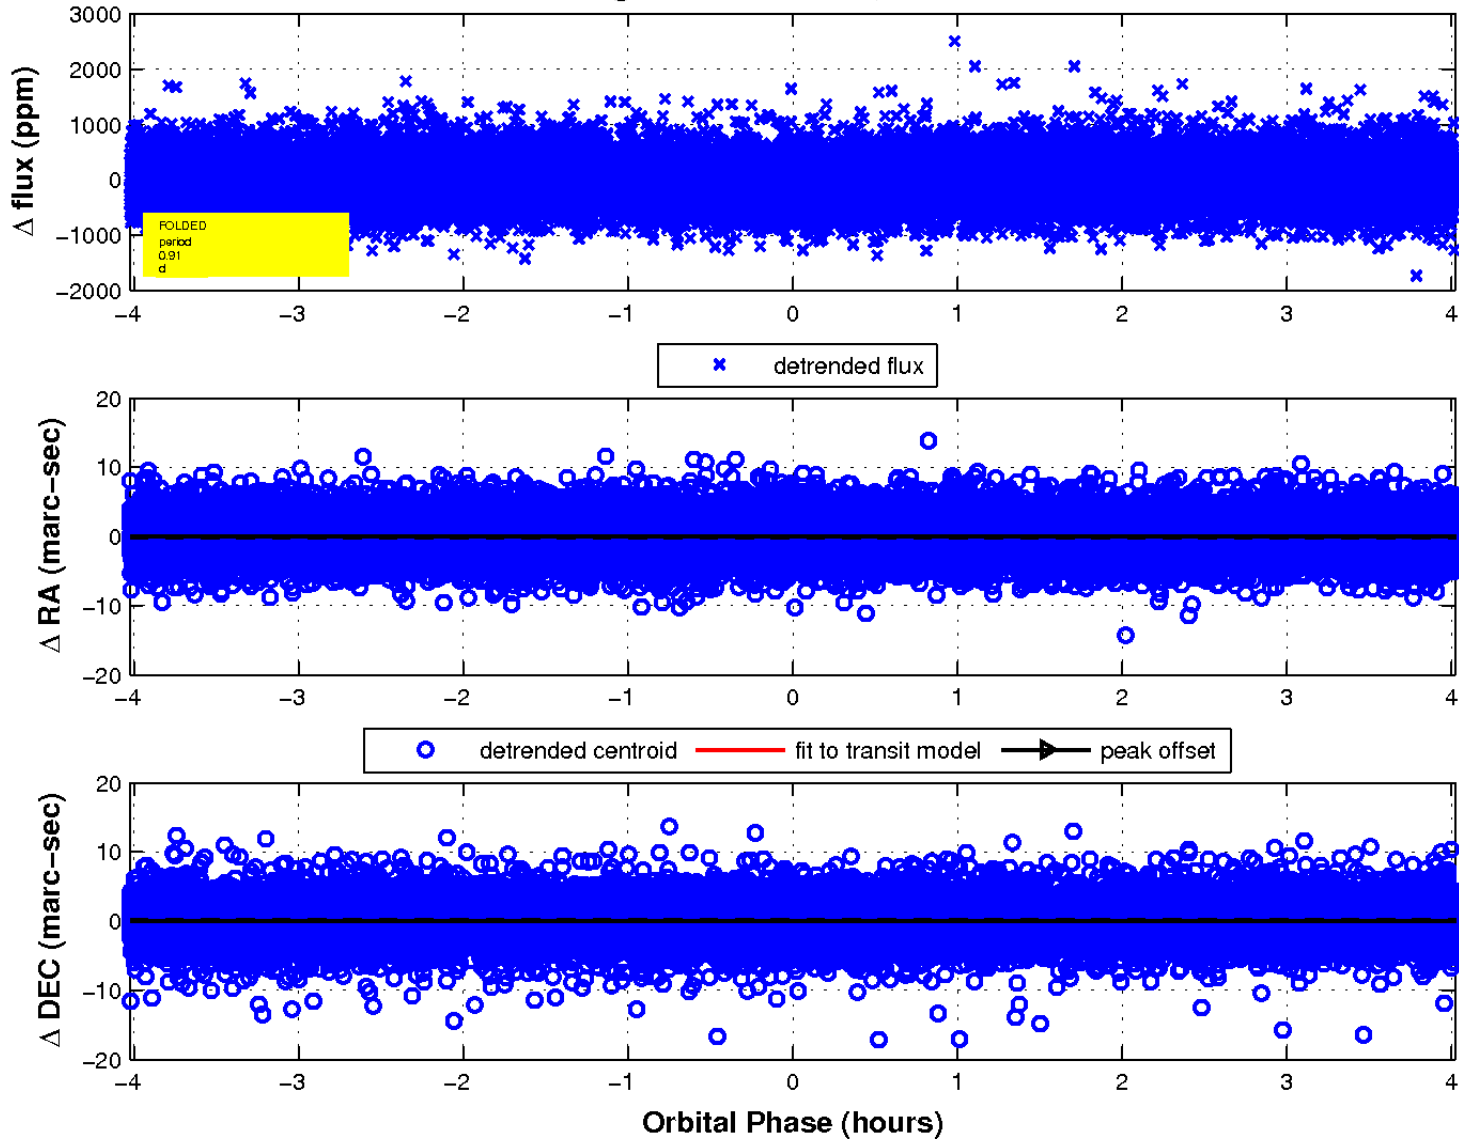 3000
2000
1000
0
−1000
−2000
Δ flux (ppm)
FOLDED
period
0.91
d
−4 −3 −2 −1 0 1 2 3 4
detrended flux
20
10
0
−10
−20
Δ RA (marc−sec)
−4 −3 −2 −1 0 1 2 3 4
detrended centroid fit to transit model peak offset
20
10
0
−10
−20
Δ DEC (marc−sec)
−4 −3 −2 −1 0 1 2 3 4
Orbital Phase (hours)